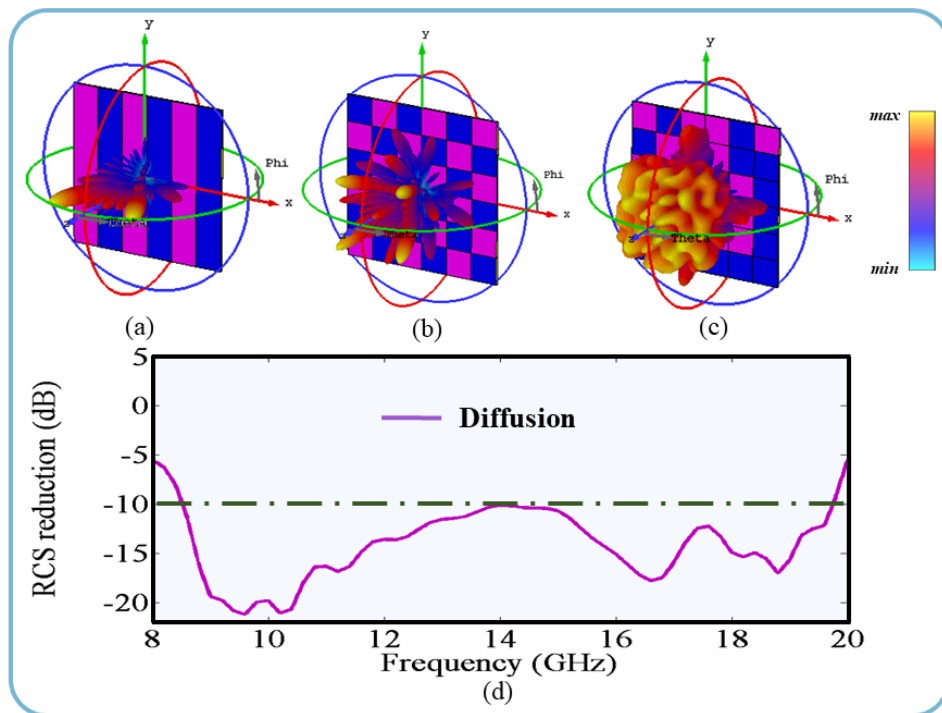 y
Phi
x
z
Theta
(a)
y
Phi
x
(b)
y
Phi
x
z
Theta
(c)
max
min
RCS reduction (dB)
5
0
-5
-10
-15
-20
Diffusion
8
10
12
14
16
18
20
Frequency (GHz)
(d)